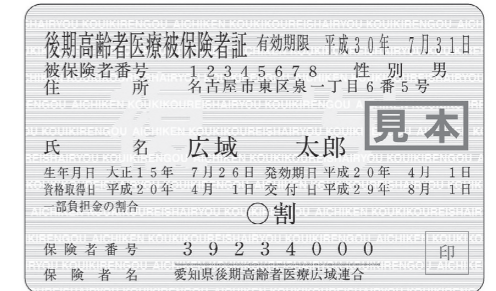 後期高齢者医療被保険者証 有効期限 平成30年 7月31日
被保険者番号 12345678 性別 男
住所 名古屋市東区泉一丁目6番5号
見本
氏名 広域 太郎
生年月日 大正15年 7月26日 発効期日 平成20年 4月 1日
資格取得日 平成20年 4月 1日 交付日 平成29年 8月 1日
一部負担金の割合
〇割
保険者番号 39234000
印
保険者名 愛知県後期高齢者医療広域連合